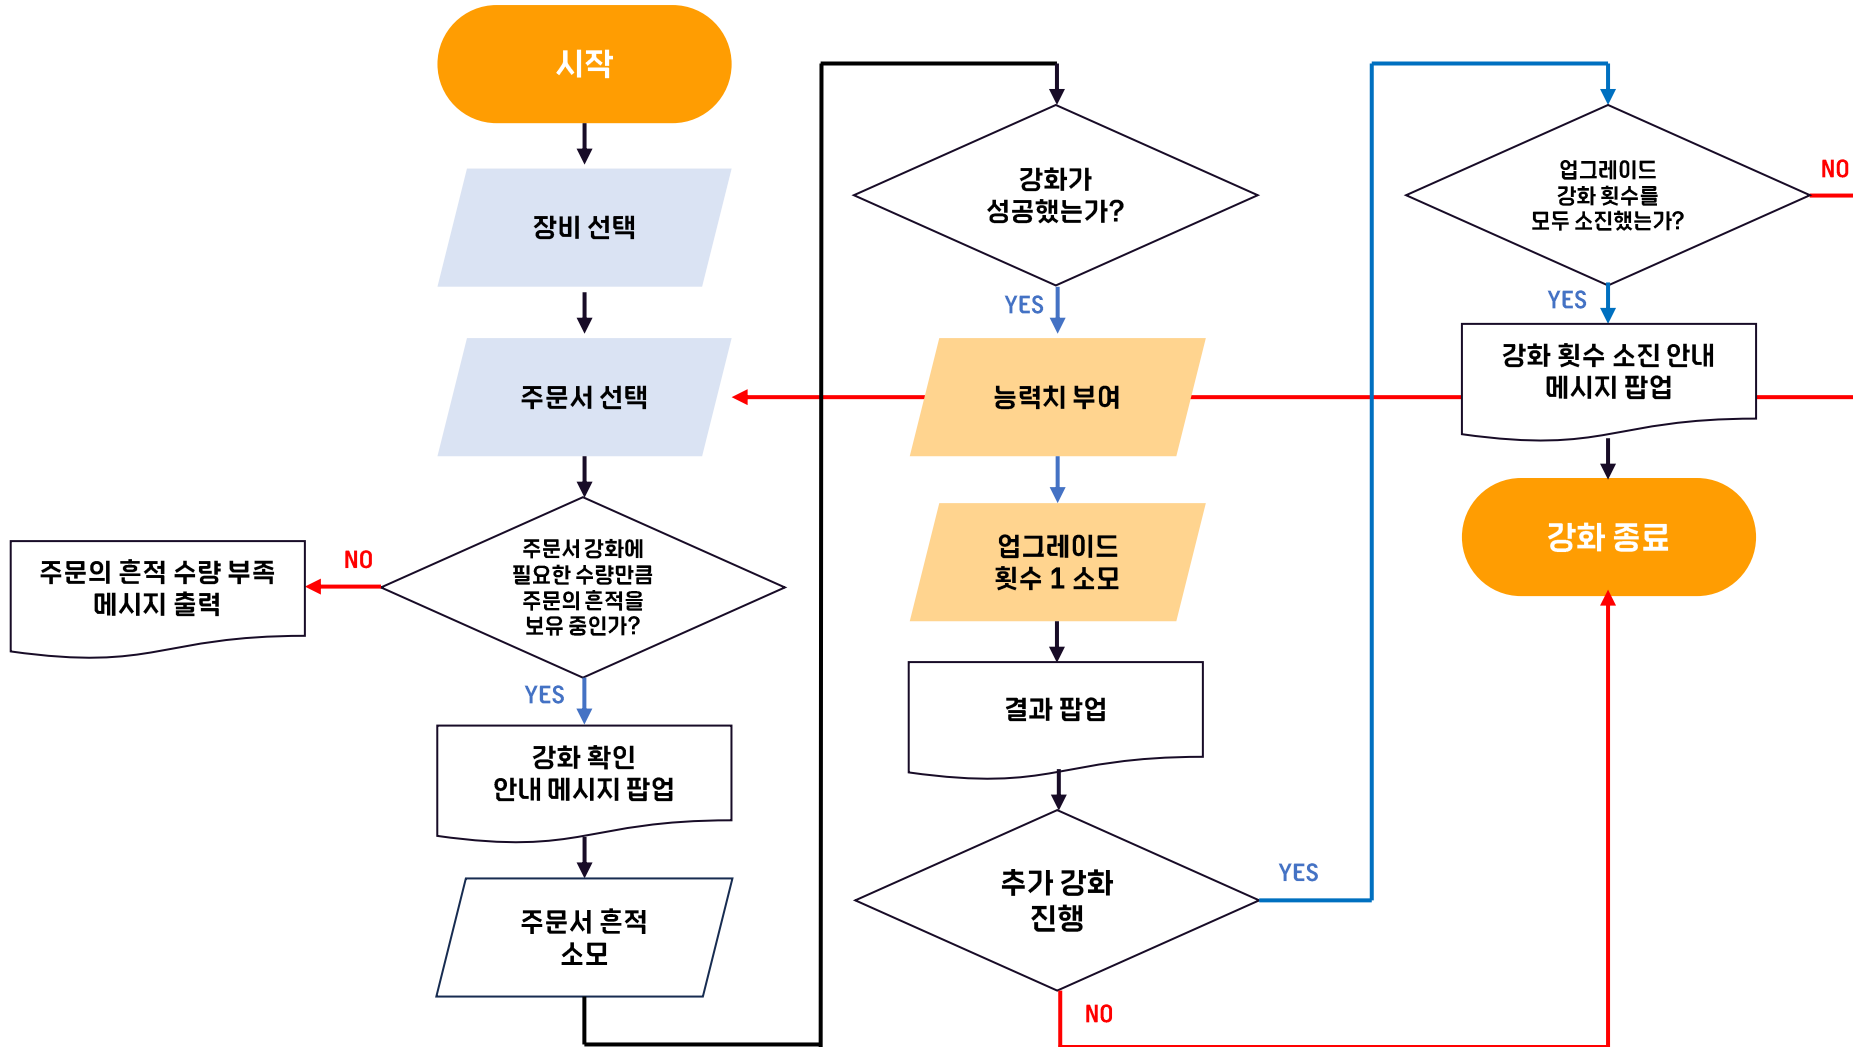 시작
장비 선택
주문서 선택
주문서 강화에
필요한 수량만큼
주문의 흔적을
보유 중인가?
NO
주문의 흔적 수량 부족
메시지 출력
YES
강화 확인
안내 메시지 팝업
주문서 흔적
소모
강화가
성공했는가?
YES
능력치 부여
업그레이드
횟수 1 소모
결과 팝업
추가 강화
진행
YES
NO
업그레이드
강화 횟수를
모두 소진했는가?
NO
YES
강화 횟수 소진 안내
메시지 팝업
강화 종료